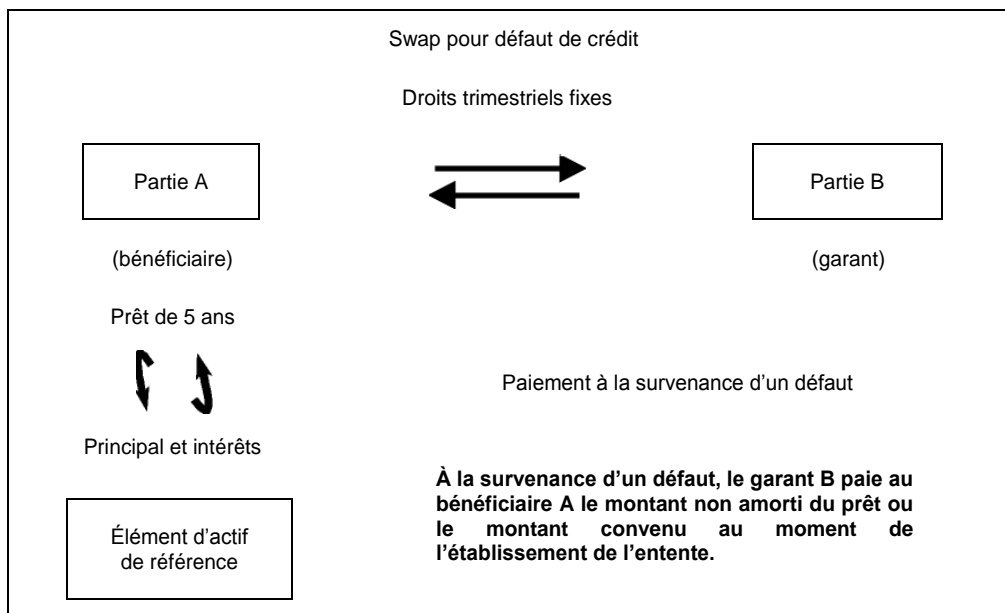 Swap pour défaut de crédit
Droits trimestriels fixes
Partie A
Partie B
(bénéficiaire)
(garant)
Prêt de 5 ans
Paiement à la survenance d'un défaut
Principal et intérêts
À la survenance d'un défaut, le garant B paie au
bénéficiaire A le montant non amorti du prêt ou
le montant convenu au moment de
l'établissement de l'entente.
Élément d'actif
de référence